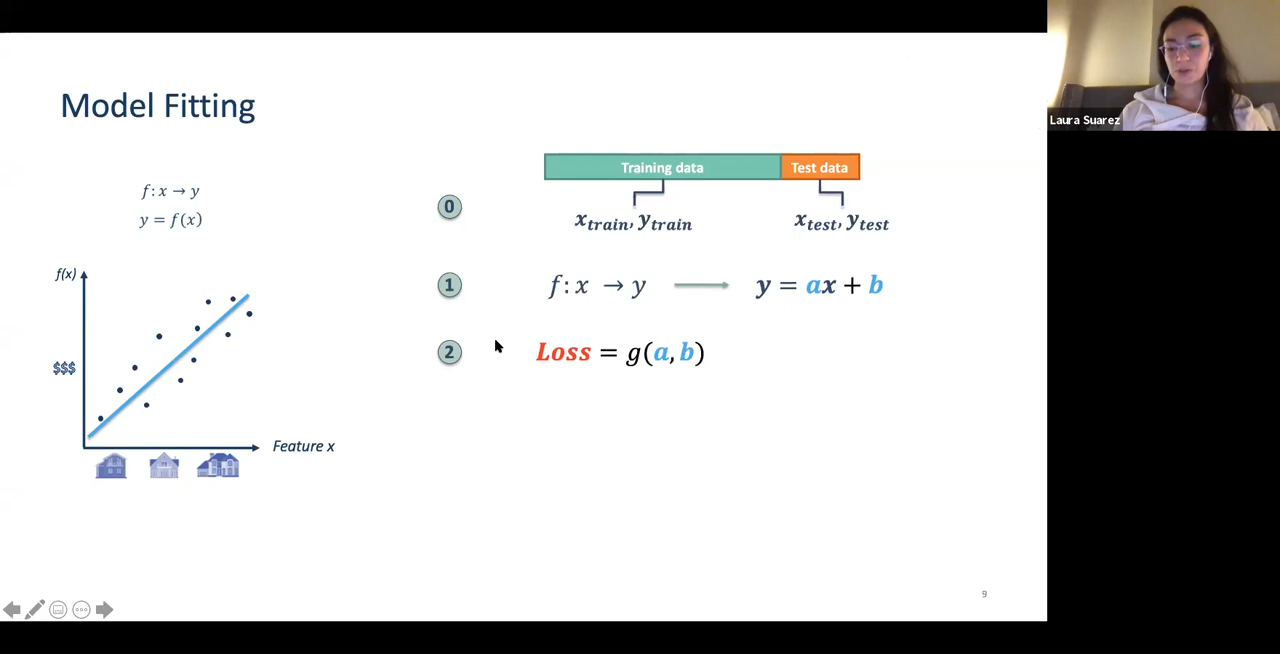 Model Fitting
f: x → y
y = f(x)
f(x)
$$$
Feature x
Training data
Test data
0
x_train, y_train
x_test, y_test
1
f: x → y
y = ax + b
2
Loss = g(a, b)
9
Laura Suarez